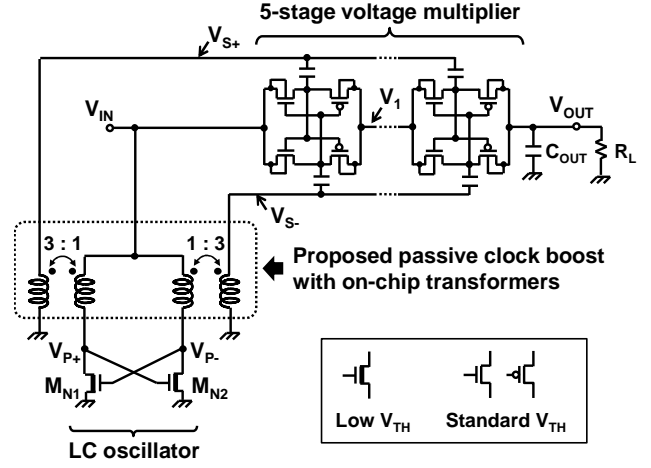 5-stage voltage multiplier
VS+
VIN
V1
VOUT
COUT
RL
VS-
3 : 1
1 : 3
Proposed passive clock boost
with on-chip transformers
VP+
VP-
MN1
MN2
LC oscillator
Low VTH
Standard VTH